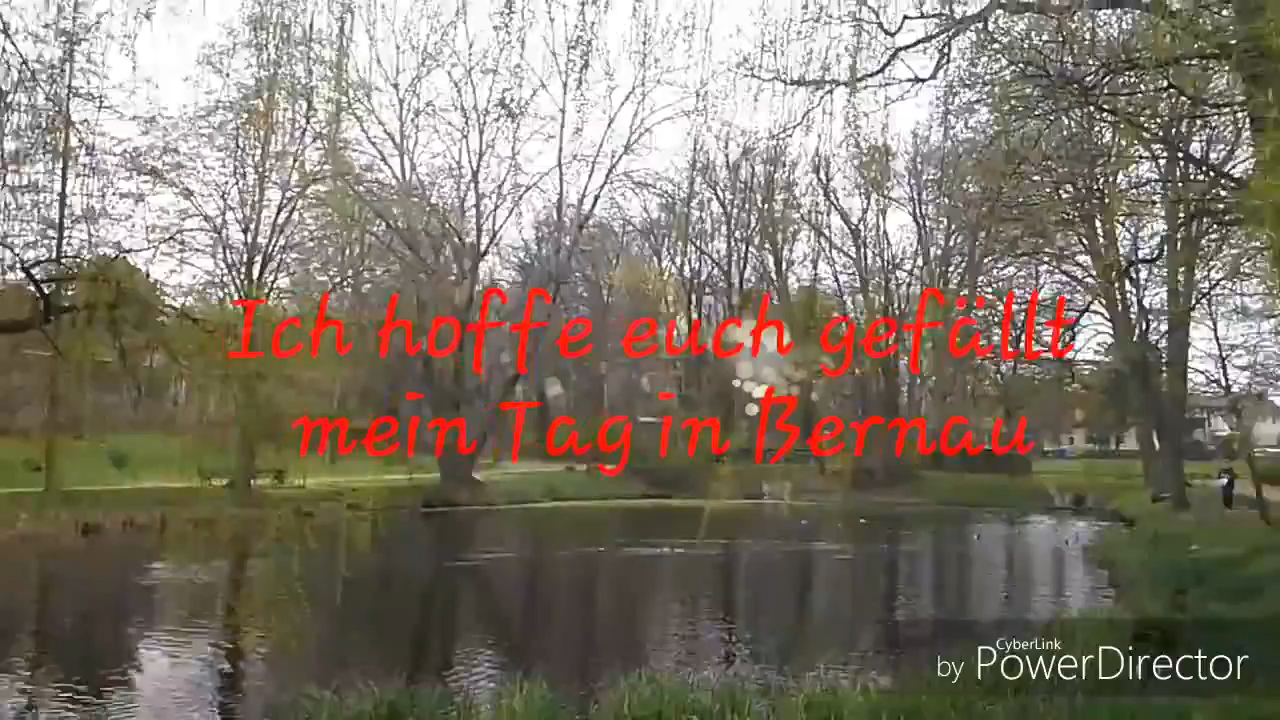 Ich hoffe euch gefällt
mein Tag in Bernau
CyberLink
by PowerDirector